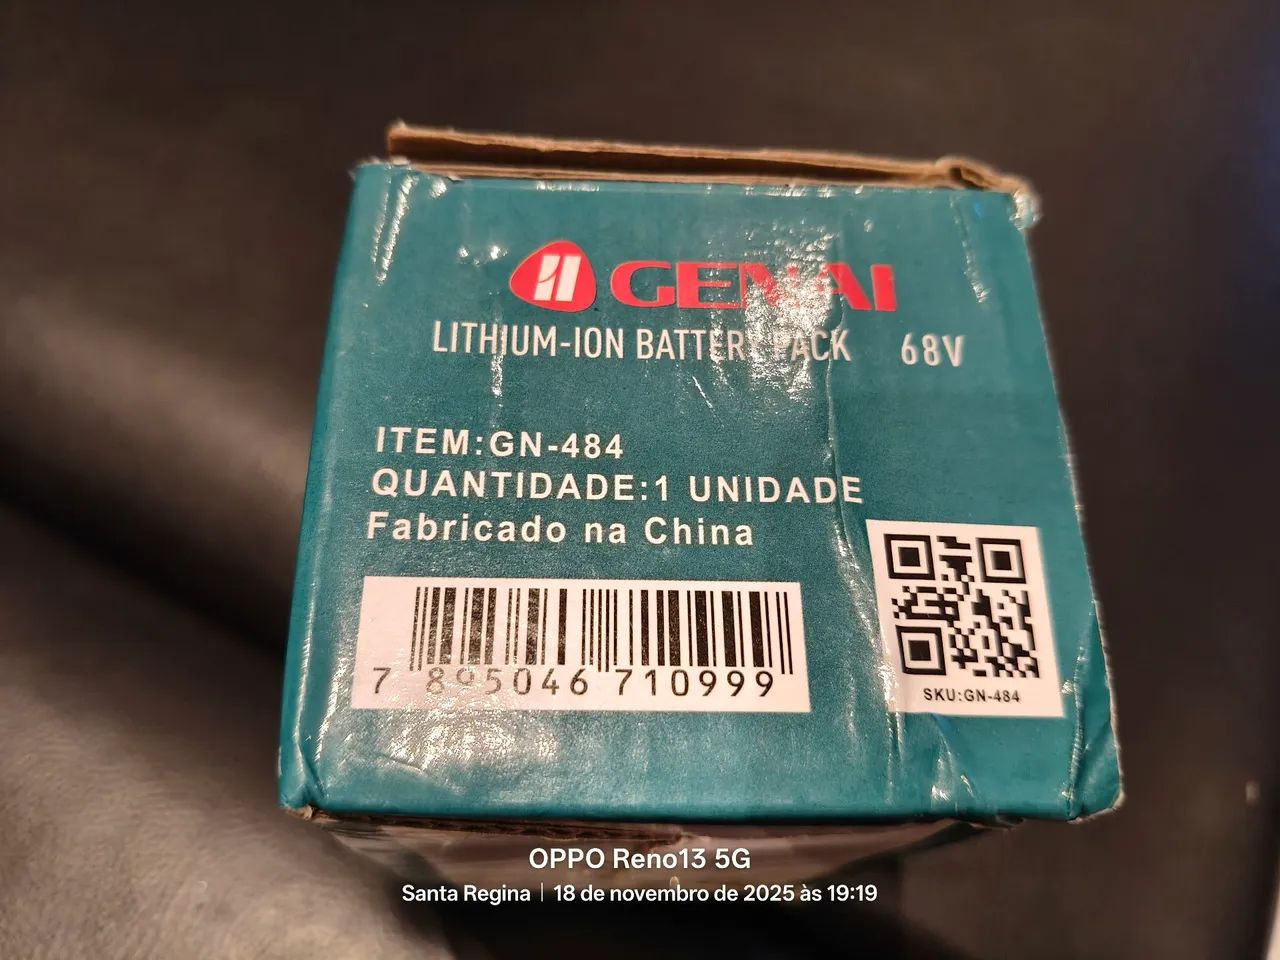 GENAI
LITHIUM-ION BATTERY PACK 68V
ITEM:GN-484
QUANTIDADE:1 UNIDADE
Fabricado na China
7 895046 710999
SKU:GN-484
OPPO Reno13 5G
Santa Regina | 18 de novembro de 2025 às 19:19